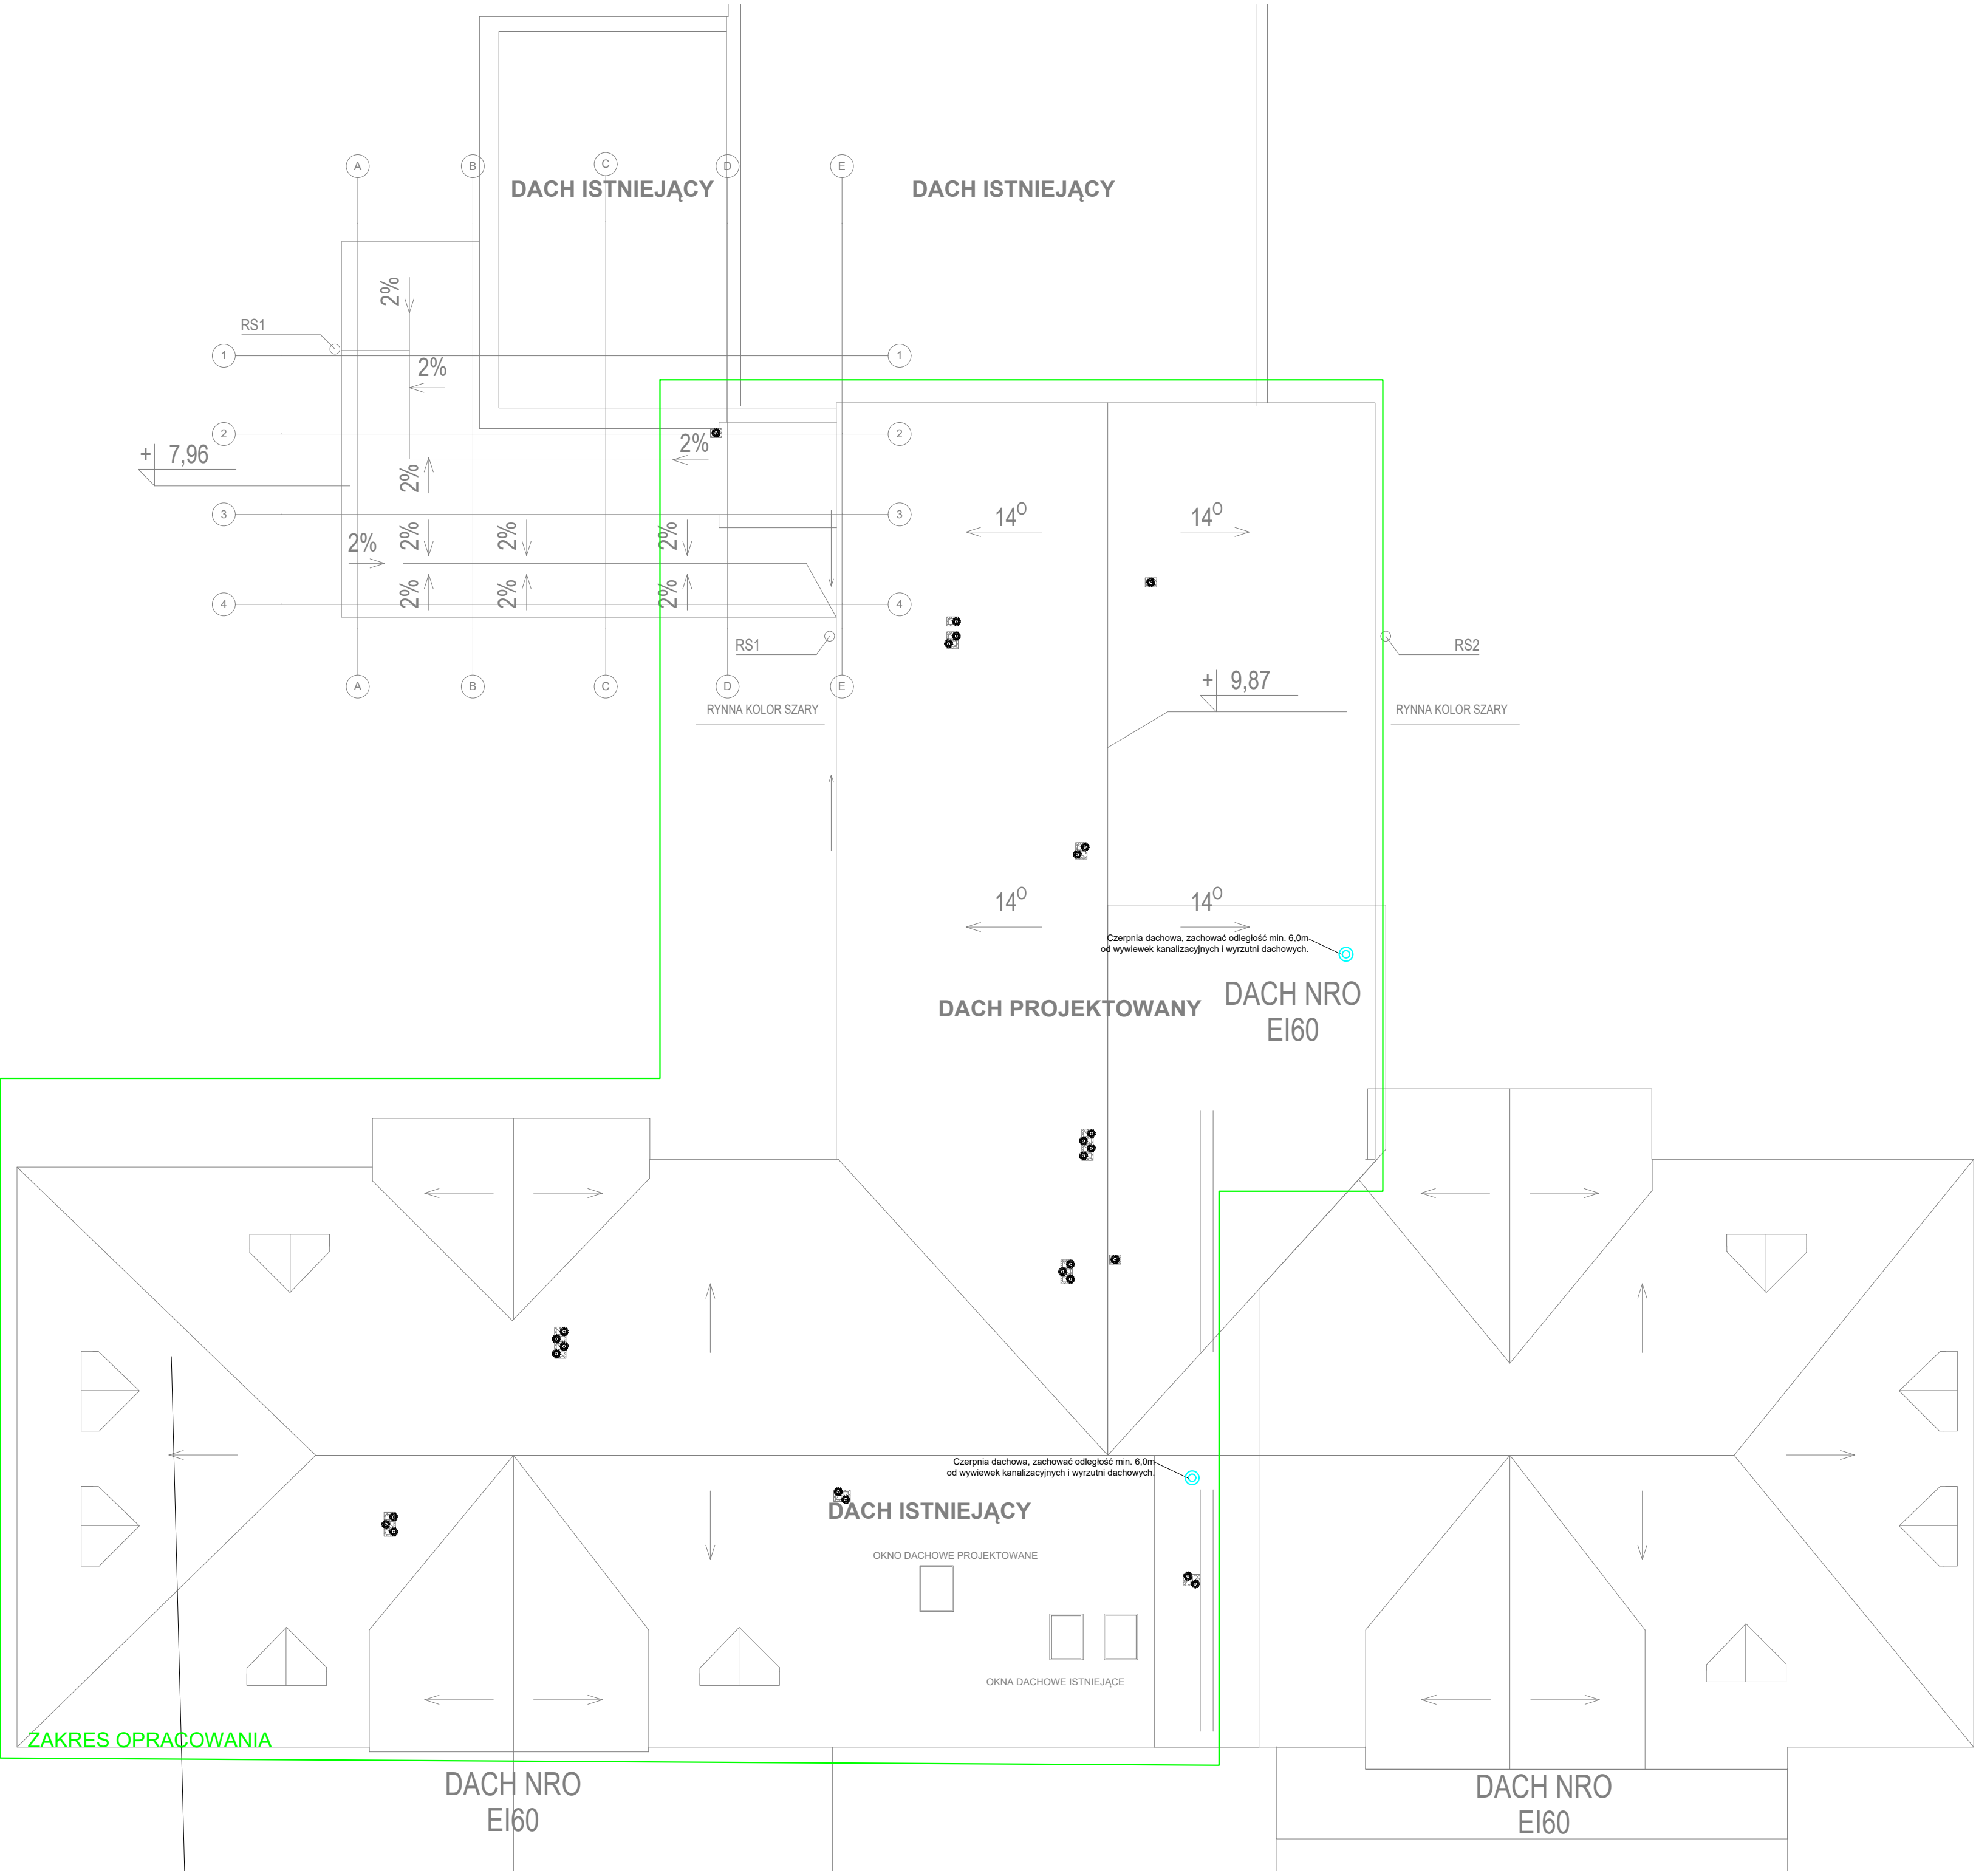 A
B
C
D
E
DACH ISTNIEJĄCY
DACH ISTNIEJĄCY
2%
RS1
1
1
2%
2
2
2%
+ 7,96
2%
3
3
14O
14O
2%
2%
2%
2%
2%
2%
2%
4
4
RS1
RS2
A
B
C
D
E
+ 9,87
RYNNA KOLOR SZARY
RYNNA KOLOR SZARY
14O
14O
Czerpnia dachowa, zachować odległość min. 6,0m
od wywiewek kanalizacyjnych i wyrzutni dachowych.
DACH PROJEKTOWANY
DACH NRO
EI60
Czerpnia dachowa, zachować odległość min. 6,0m
od wywiewek kanalizacyjnych i wyrzutni dachowych.
DACH ISTNIEJĄCY
OKNO DACHOWE PROJEKTOWANE
OKNA DACHOWE ISTNIEJĄCE
ZAKRES OPRACOWANIA
DACH NRO
EI60
DACH NRO
EI60